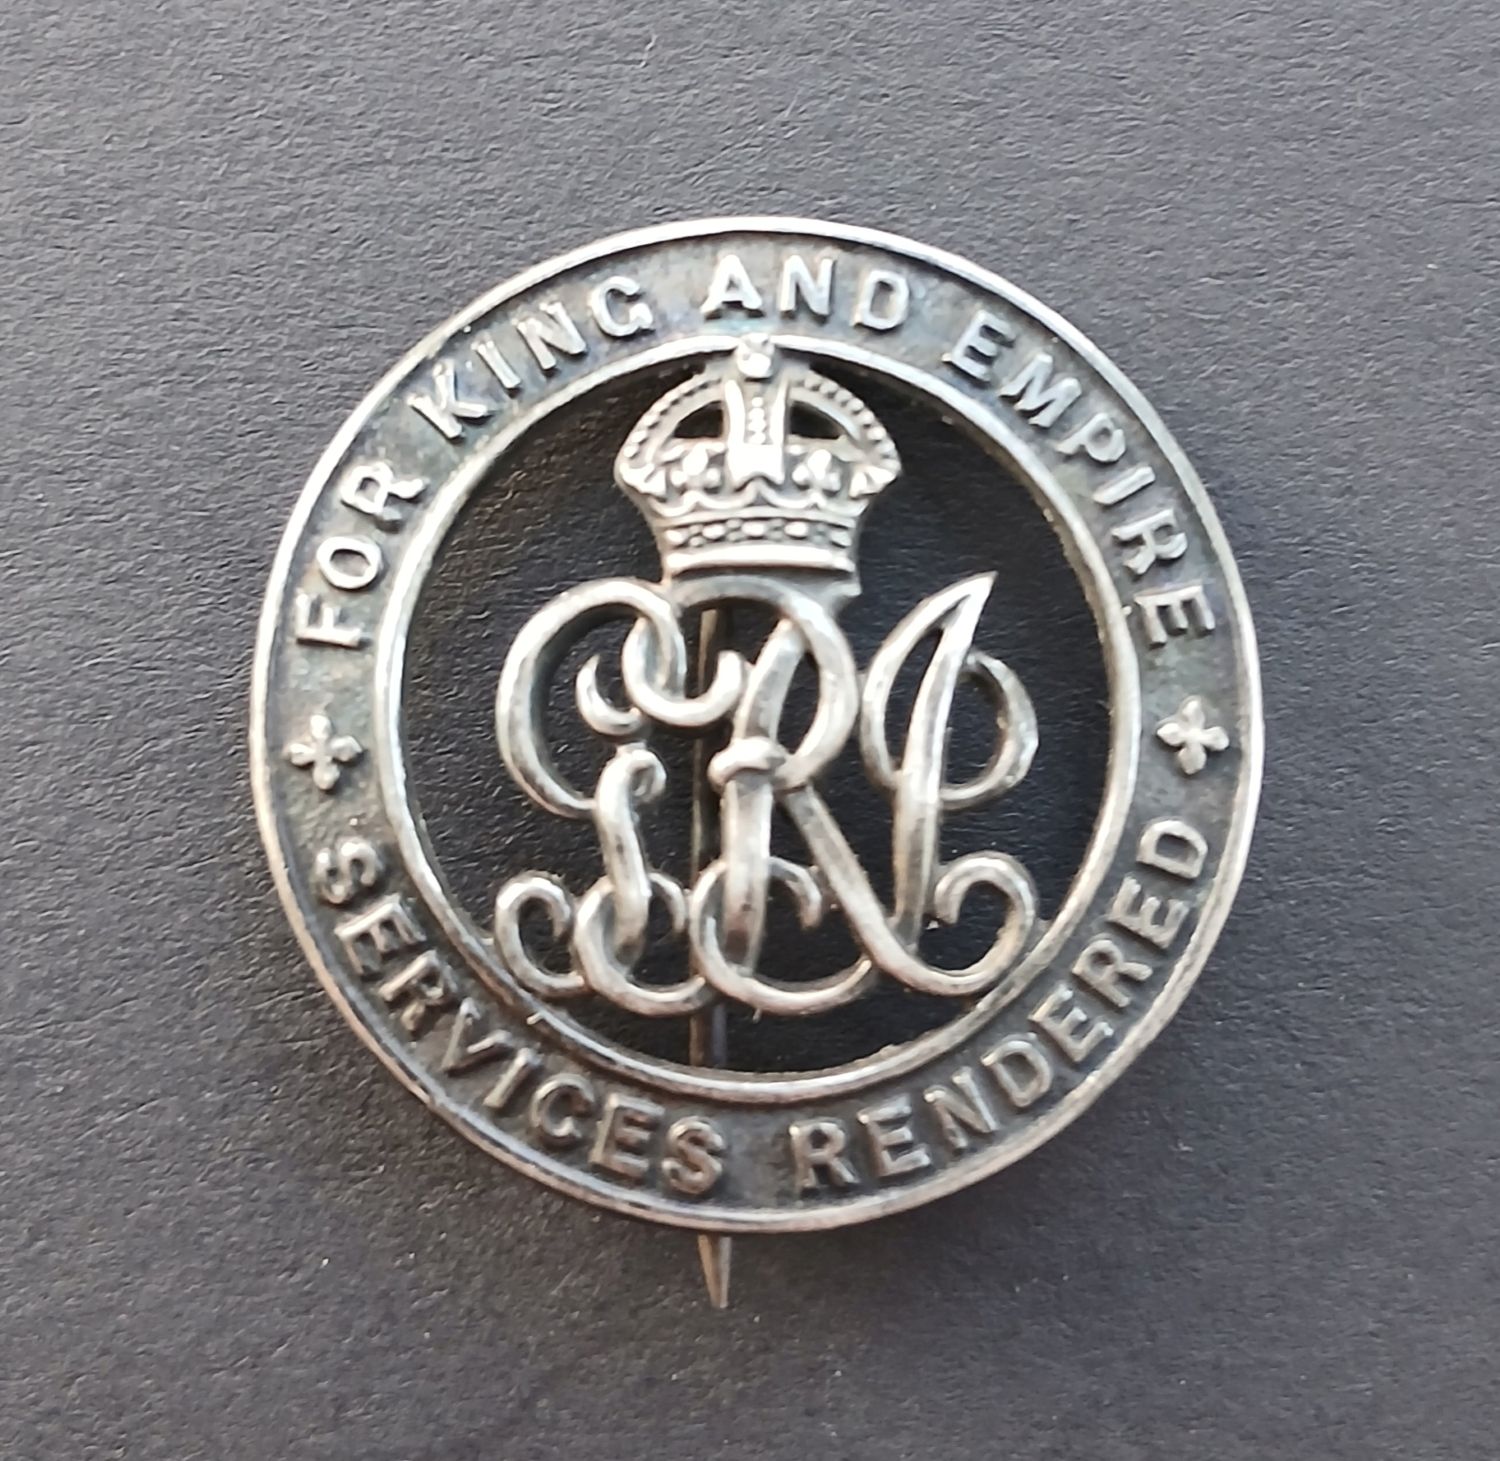 FOR KING AND EMPIRE
SERVICES RENDERED
GRI